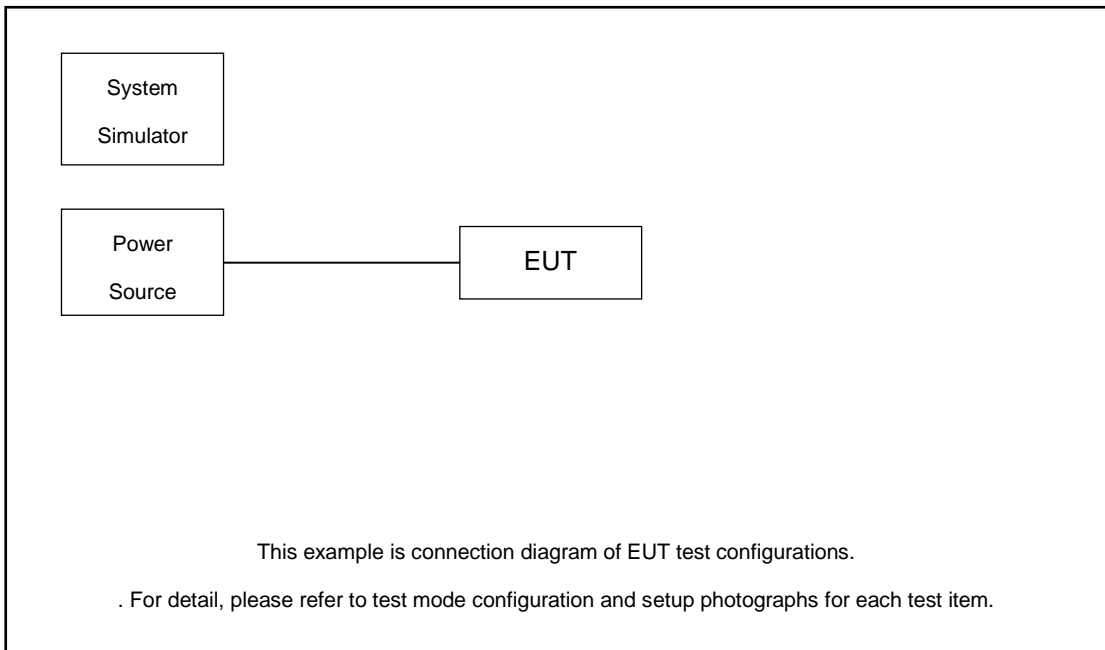 System
Simulator
Power
Source
EUT
This example is connection diagram of EUT test configurations.
. For detail, please refer to test mode configuration and setup photographs for each test item.